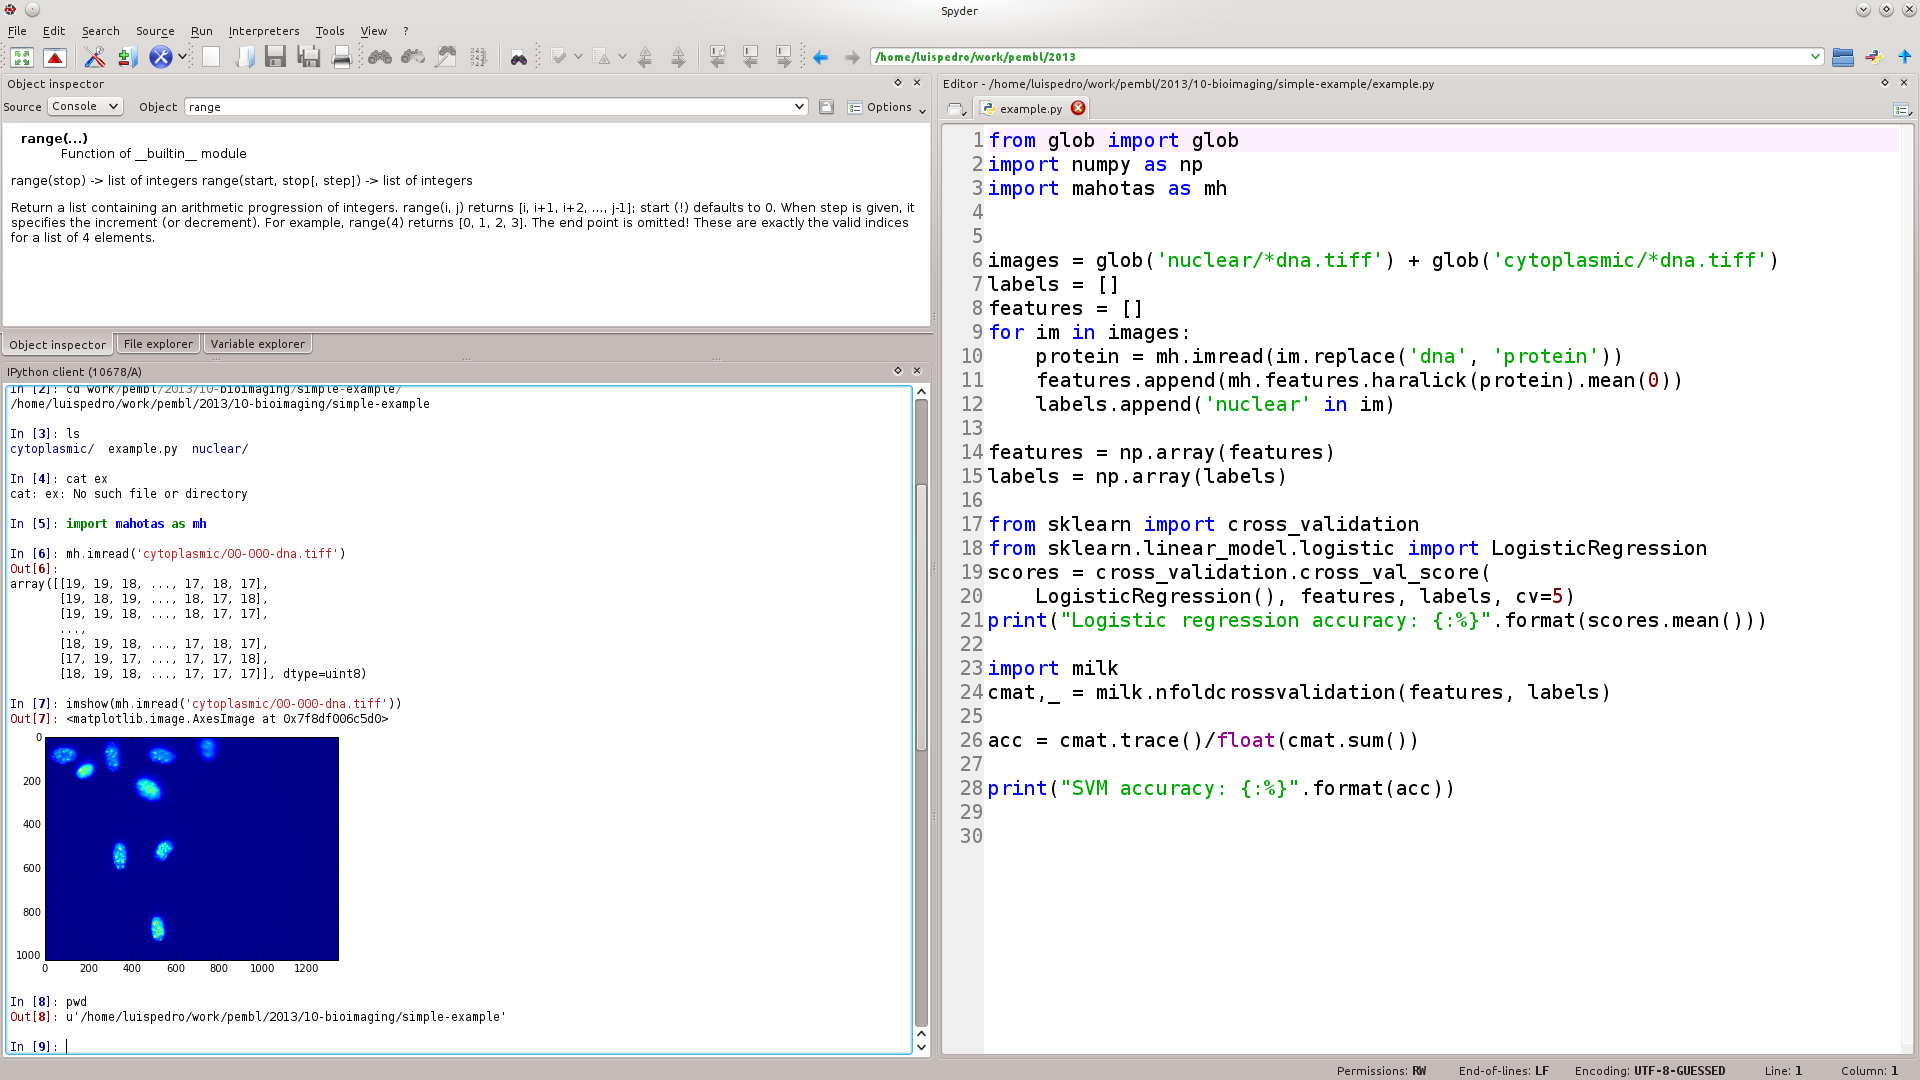 Spyder
File Edit Search Source Run Interpreters Tools View ?
/home/luispedro/work/pembl/2013
Object inspector
Source Console Object range Options
range(...)
Function of __builtin__ module
range(stop) -> list of integers range(start, stop[, step]) -> list of integers
Return a list containing an arithmetic progression of integers. range(i, j) returns [i, i+1, i+2, ..., j-1]; start (!) defaults to 0. When step is given, it
specifies the increment (or decrement). For example, range(4) returns [0, 1, 2, 3]. The end point is omitted! These are exactly the valid indices
for a list of 4 elements.
Object inspector File explorer Variable explorer
IPython client (10678/A)
In [2]: cd work/pembl/2013/10-bioimaging/simple-example/
/home/luispedro/work/pembl/2013/10-bioimaging/simple-example
In [3]: ls
cytoplasmic/ example.py nuclear/
In [4]: cat ex
cat: ex: No such file or directory
In [5]: import mahotas as mh
In [6]: mh.imread('cytoplasmic/00-000-dna.tiff')
Out[6]:
array([[19, 19, 18, ..., 17, 18, 17],
[19, 18, 19, ..., 18, 17, 18],
[19, 19, 18, ..., 18, 17, 17],
...,
[18, 19, 18, ..., 17, 18, 17],
[17, 19, 17, ..., 17, 17, 18],
[18, 19, 18, ..., 17, 17, 17]], dtype=uint8)
In [7]: imshow(mh.imread('cytoplasmic/00-000-dna.tiff'))
Out[7]: <matplotlib.image.AxesImage at 0x7f8df006c5d0>
0
200
400
600
800
1000
0 200 400 600 800 1000 1200
In [8]: pwd
Out[8]: u'/home/luispedro/work/pembl/2013/10-bioimaging/simple-example'
In [9]:
Editor - /home/luispedro/work/pembl/2013/10-bioimaging/simple-example/example.py
example.py
1 from glob import glob
2 import numpy as np
3 import mahotas as mh
4
5
6 images = glob('nuclear/*dna.tiff') + glob('cytoplasmic/*dna.tiff')
7 labels = []
8 features = []
9 for im in images:
10     protein = mh.imread(im.replace('dna', 'protein'))
11     features.append(mh.features.haralick(protein).mean(0))
12     labels.append('nuclear' in im)
13
14 features = np.array(features)
15 labels = np.array(labels)
16
17 from sklearn import cross_validation
18 from sklearn.linear_model.logistic import LogisticRegression
19 scores = cross_validation.cross_val_score(
20     LogisticRegression(), features, labels, cv=5)
21 print("Logistic regression accuracy: {:%}".format(scores.mean()))
22
23 import milk
24 cmat,_ = milk.nfoldcrossvalidation(features, labels)
25
26 acc = cmat.trace()/float(cmat.sum())
27
28 print("SVM accuracy: {:%}".format(acc))
29
30
Permissions: RW End-of-lines: LF Encoding: UTF-8-GUESSED Line: 1 Column: 1